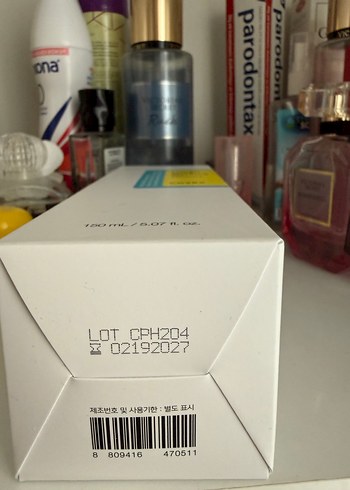 ona
parodontax
parodon
150 mL / 5.07 fl. oz.
LOT CPH204
02192027
제조번호 및 사용기한 : 별도 표시
8 809416 470511